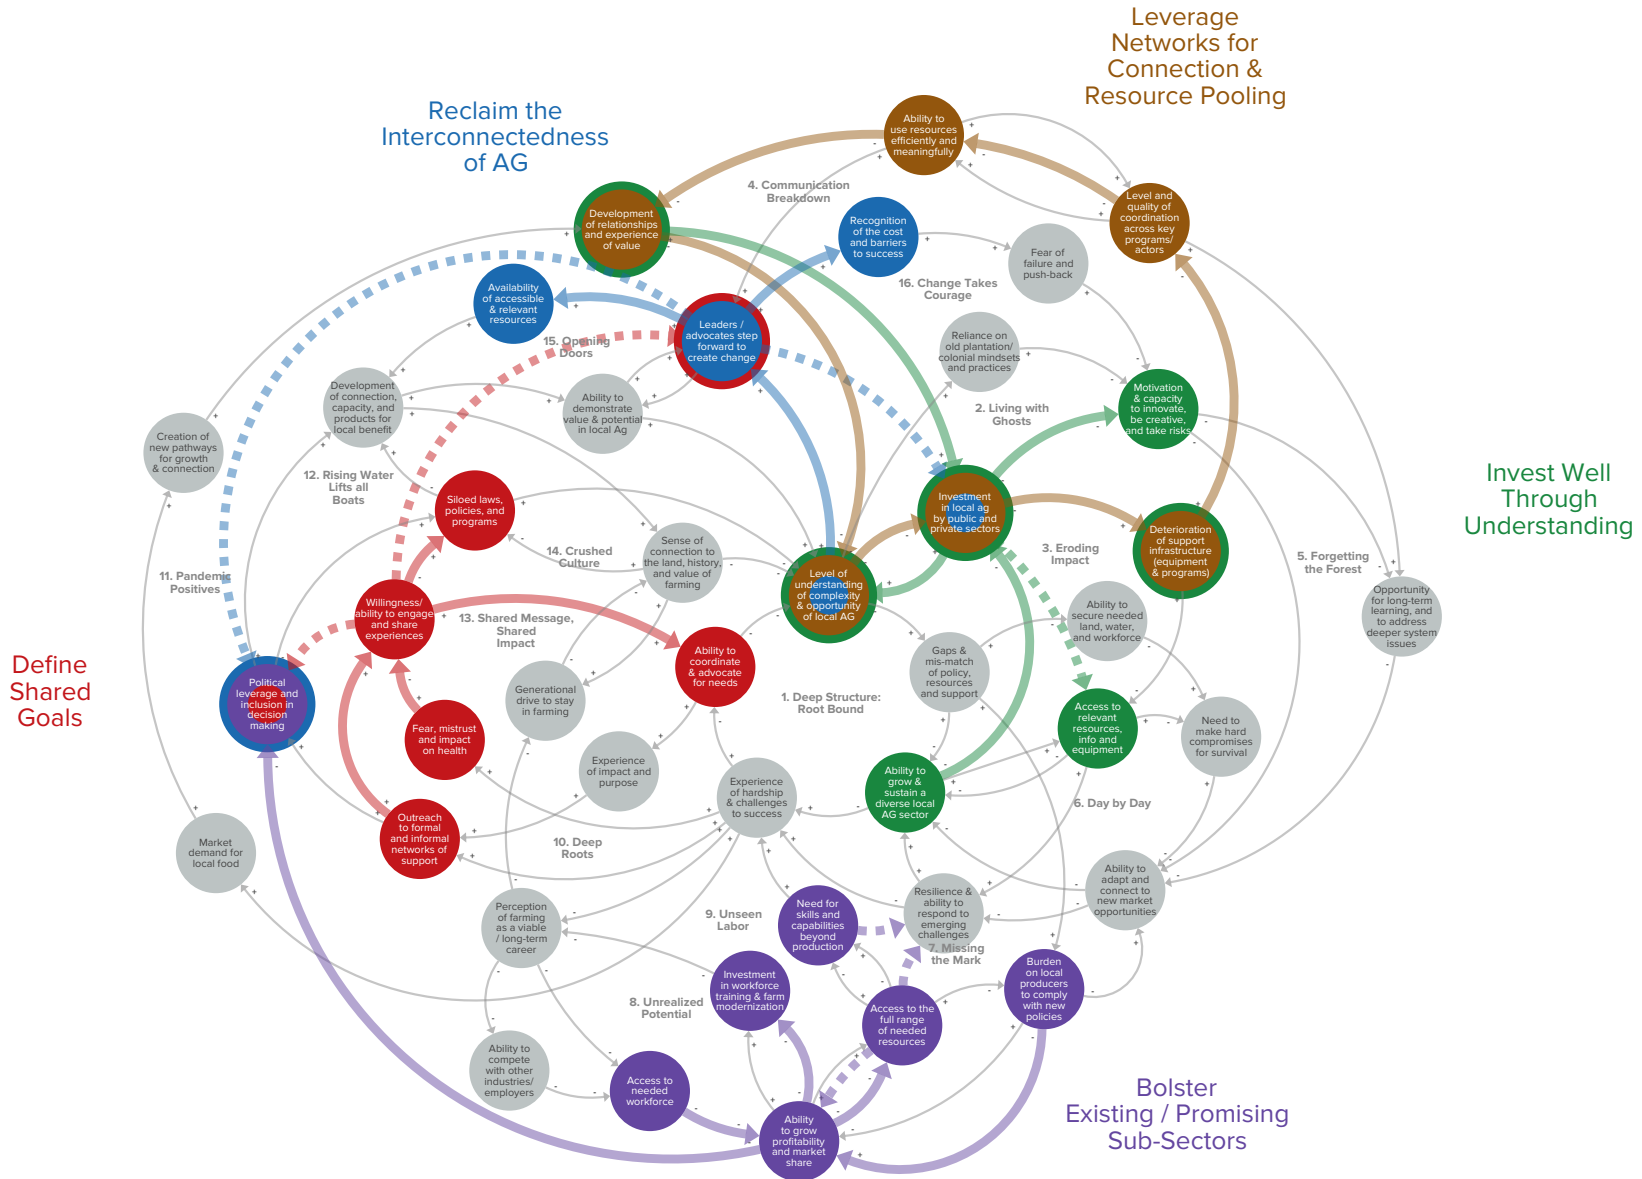 Leverage
Networks for
Connection &
Resource Pooling
Reclaim the
Interconnectedness
of AG
Invest Well
Through
Understanding
Define
Shared
Goals
Bolster
Existing / Promising
Sub-Sectors
Ability to
use resources
efficiently and
meaningfully
Level and
quality of
coordination
across key
programs/
actors
4. Communication
Breakdown
Development
of relationships
and experience
of value
Recognition
of the cost
and barriers
to success
Fear of
failure and
push-back
16. Change Takes
Courage
Availability
of accessible
& relevant
resources
Leaders /
advocates step
forward to
create change
15. Opening
Doors
Reliance on
old plantation/
colonial mindsets
and practices
Development
of connection,
capacity, and
products for
local benefit
Ability to
demonstrate
value & potential
in local Ag
Motivation
& capacity
to innovate,
be creative,
and take risks
2. Living with
Ghosts
Creation of
new pathways
for growth
& connection
12. Rising Water
Lifts all
Boats
Siloed laws,
policies, and
programs
Investment
in local ag
by public and
private sectors
Deterioration
of support
infrastructure
(equipment
& programs)
3. Eroding
Impact
5. Forgetting
the Forest
14. Crushed
Culture
Sense of
connection to
the land, history,
and value of
farming
Level of
understanding
of complexity
& opportunity
of local AG
11. Pandemic
Positives
Willingness/
ability to engage
and share
experiences
13. Shared Message,
Shared
Impact
Ability to
secure needed
land, water,
and workforce
Opportunity
for long-term
learning, and
to address
deeper system
issues
Ability to
coordinate
& advocate
for needs
Gaps &
mis-match
of policy,
resources
and support
1. Deep Structure:
Root Bound
Political
leverage and
inclusion in
decision
making
Generational
drive to stay
in farming
Fear, mistrust
and impact
on health
Access to
relevant
resources,
info and
equipment
Need to
make hard
compromises
for survival
Experience
of impact and
purpose
Experience
of hardship
& challenges
to success
Ability to
grow &
sustain a
diverse local
AG sector
6. Day by Day
Outreach
to formal
and informal
networks of
support
10. Deep
Roots
Market
demand for
local food
Perception
of farming
as a viable
/ long-term
career
9. Unseen
Labor
Need for
skills and
capabilities
beyond
production
Resilience &
ability to
respond to
emerging
challenges
7. Missing
the Mark
Ability to
adapt and
connect to
new market
opportunities
Investment
in workforce
training & farm
modernization
8. Unrealized
Potential
Access to the
full range
of needed
resources
Burden
on local
producers
to comply
with new
policies
Ability to
compete
with other
industries/
employers
Access to
needed
workforce
Ability
to grow
profitability
and market
share